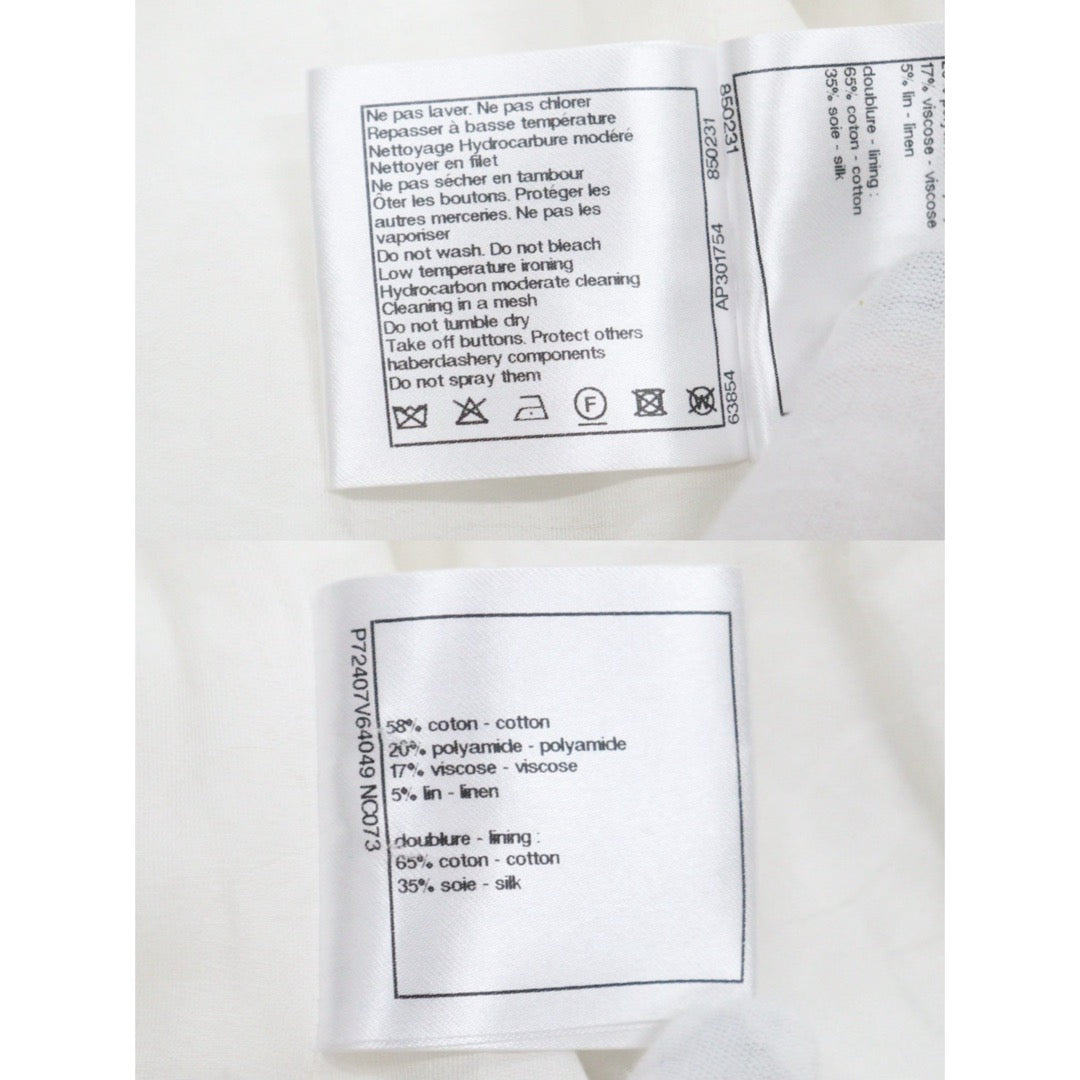 Ne pas laver. Ne pas chlorer
Repasser à basse température
Nettoyage Hydrocarbure modéré
Nettoyer en filet
Ne pas sécher en tambour
Ôter les boutons. Protéger les
autres merceries. Ne pas les
vaporiser
Do not wash. Do not bleach
Low temperature ironing
Hydrocarbon moderate cleaning
Cleaning in a mesh
Do not tumble dry
Take off buttons. Protect others
haberdashery components
Do not spray them
F
W
63854 AP301754 850231
850231
17% viscose - viscose
5% lin - linen
doublure - lining :
65% coton - cotton
35% soie - silk
P72407V64049 NC073
58% coton - cotton
20% polyamide - polyamide
17% viscose - viscose
5% lin - linen
doublure - lining :
65% coton - cotton
35% soie - silk